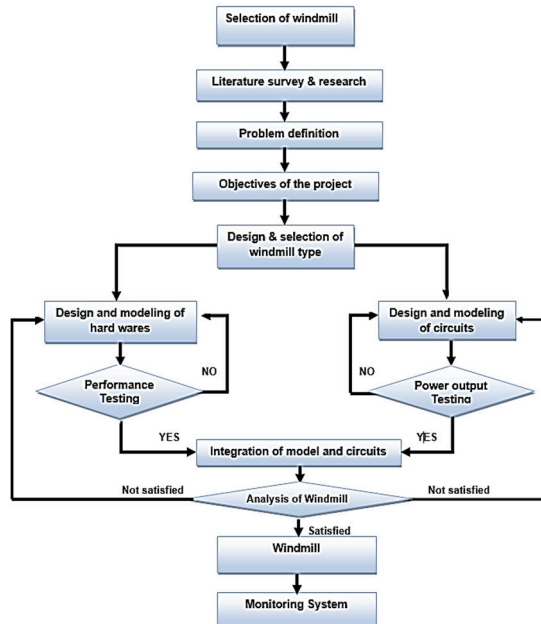 Selection of windmill
Literature survey & research
Problem definition
Objectives of the project
Design & selection of
windmill type
Design and modeling of
hard wares
Design and modeling
of circuits
NO
NO
Performance
Testing
Power output
Testing
YES
YES
Integration of model and circuits
Not satisfied
Analysis of Windmill
Not satisfied
Satisfied
Windmill
Monitoring System